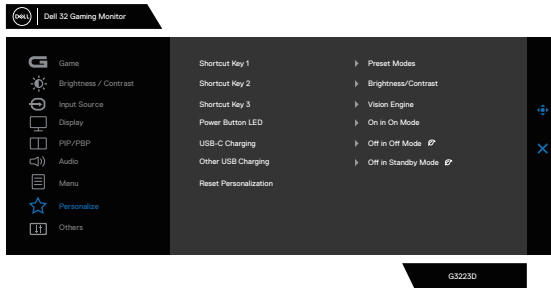 DELL Dell 32 Gaming Monitor
Game Shortcut Key 1 Preset Modes
Brightness / Contrast Shortcut Key 2 Brightness/Contrast
Input Source Shortcut Key 3 Vision Engine
Display Power Button LED On in On Mode
PIP/PBP USB-C Charging Off in Off Mode
Audio Other USB Charging Off in Standby Mode
Menu Reset Personalization
Personalize
Others
G3223D